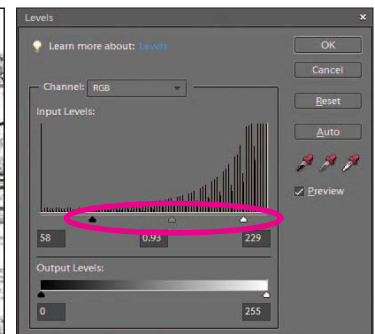 Levels
x
Learn more about: Levels
OK
Cancel
Channel: RGB
Reset
Input Levels:
Auto
Preview
58 0.93 229
Output Levels:
0 255